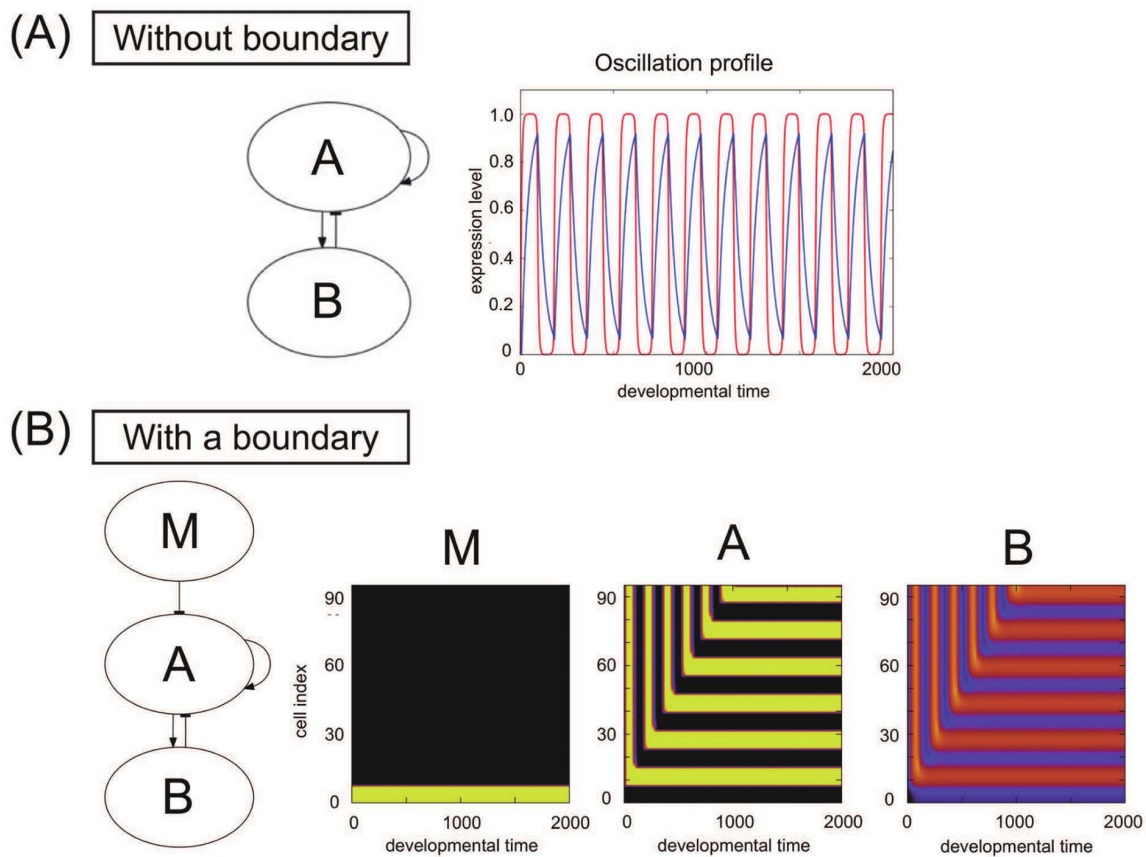 (A) Without boundary
Oscillation profile
A
B
expression level
1.0
0.8
0.6
0.4
0.2
0
0 1000 2000
developmental time
(B) With a boundary
M
A
B
M A B
cell index
90
60
30
0
0 1000 2000
developmental time
90
60
30
0
0 1000 2000
developmental time
90
60
30
0
0 1000 2000
developmental time